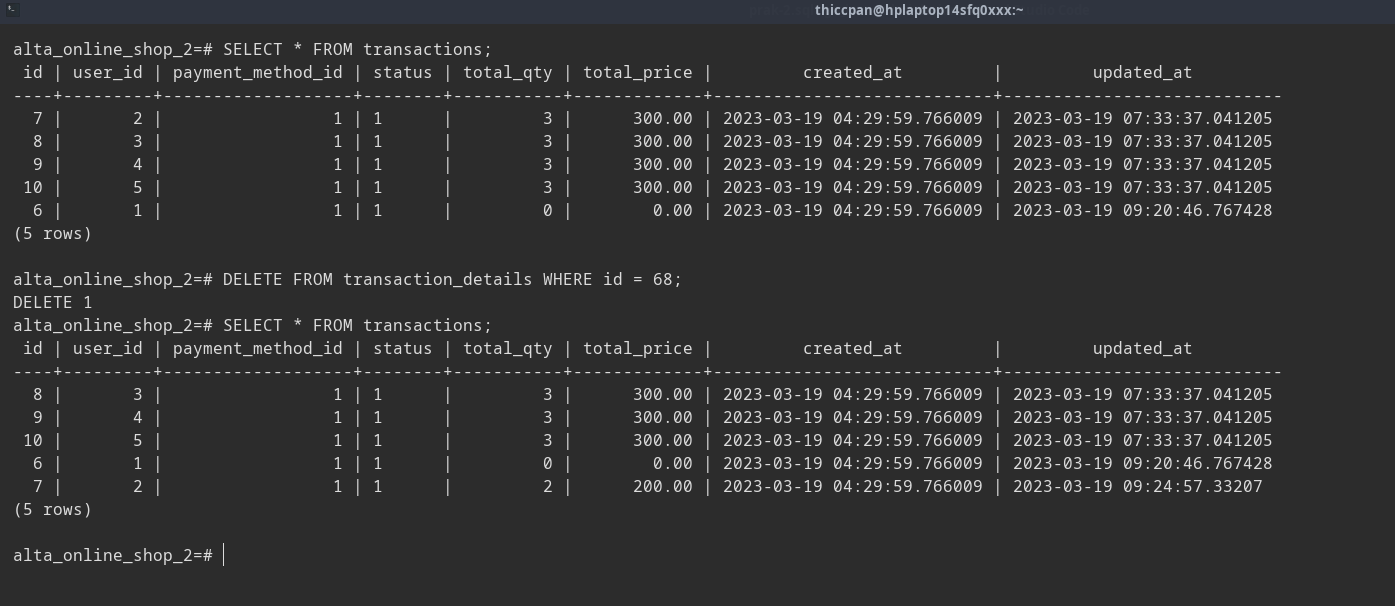 thiccpan@hplaptop14sfq0xxx:~
alta_online_shop_2=# SELECT * FROM transactions;
 id | user_id | payment_method_id | status | total_qty | total_price |         created_at         |         updated_at
----+---------+-------------------+--------+-----------+-------------+----------------------------+----------------------------
  7 |       2 |                 1 | 1      |         3 |      300.00 | 2023-03-19 04:29:59.766009 | 2023-03-19 07:33:37.041205
  8 |       3 |                 1 | 1      |         3 |      300.00 | 2023-03-19 04:29:59.766009 | 2023-03-19 07:33:37.041205
  9 |       4 |                 1 | 1      |         3 |      300.00 | 2023-03-19 04:29:59.766009 | 2023-03-19 07:33:37.041205
 10 |       5 |                 1 | 1      |         3 |      300.00 | 2023-03-19 04:29:59.766009 | 2023-03-19 07:33:37.041205
  6 |       1 |                 1 | 1      |         0 |        0.00 | 2023-03-19 04:29:59.766009 | 2023-03-19 09:20:46.767428
(5 rows)
alta_online_shop_2=# DELETE FROM transaction_details WHERE id = 68;
DELETE 1
alta_online_shop_2=# SELECT * FROM transactions;
 id | user_id | payment_method_id | status | total_qty | total_price |         created_at         |         updated_at
----+---------+-------------------+--------+-----------+-------------+----------------------------+----------------------------
  8 |       3 |                 1 | 1      |         3 |      300.00 | 2023-03-19 04:29:59.766009 | 2023-03-19 07:33:37.041205
  9 |       4 |                 1 | 1      |         3 |      300.00 | 2023-03-19 04:29:59.766009 | 2023-03-19 07:33:37.041205
 10 |       5 |                 1 | 1      |         3 |      300.00 | 2023-03-19 04:29:59.766009 | 2023-03-19 07:33:37.041205
  6 |       1 |                 1 | 1      |         0 |        0.00 | 2023-03-19 04:29:59.766009 | 2023-03-19 09:20:46.767428
  7 |       2 |                 1 | 1      |         2 |      200.00 | 2023-03-19 04:29:59.766009 | 2023-03-19 09:24:57.33207
(5 rows)
alta_online_shop_2=#